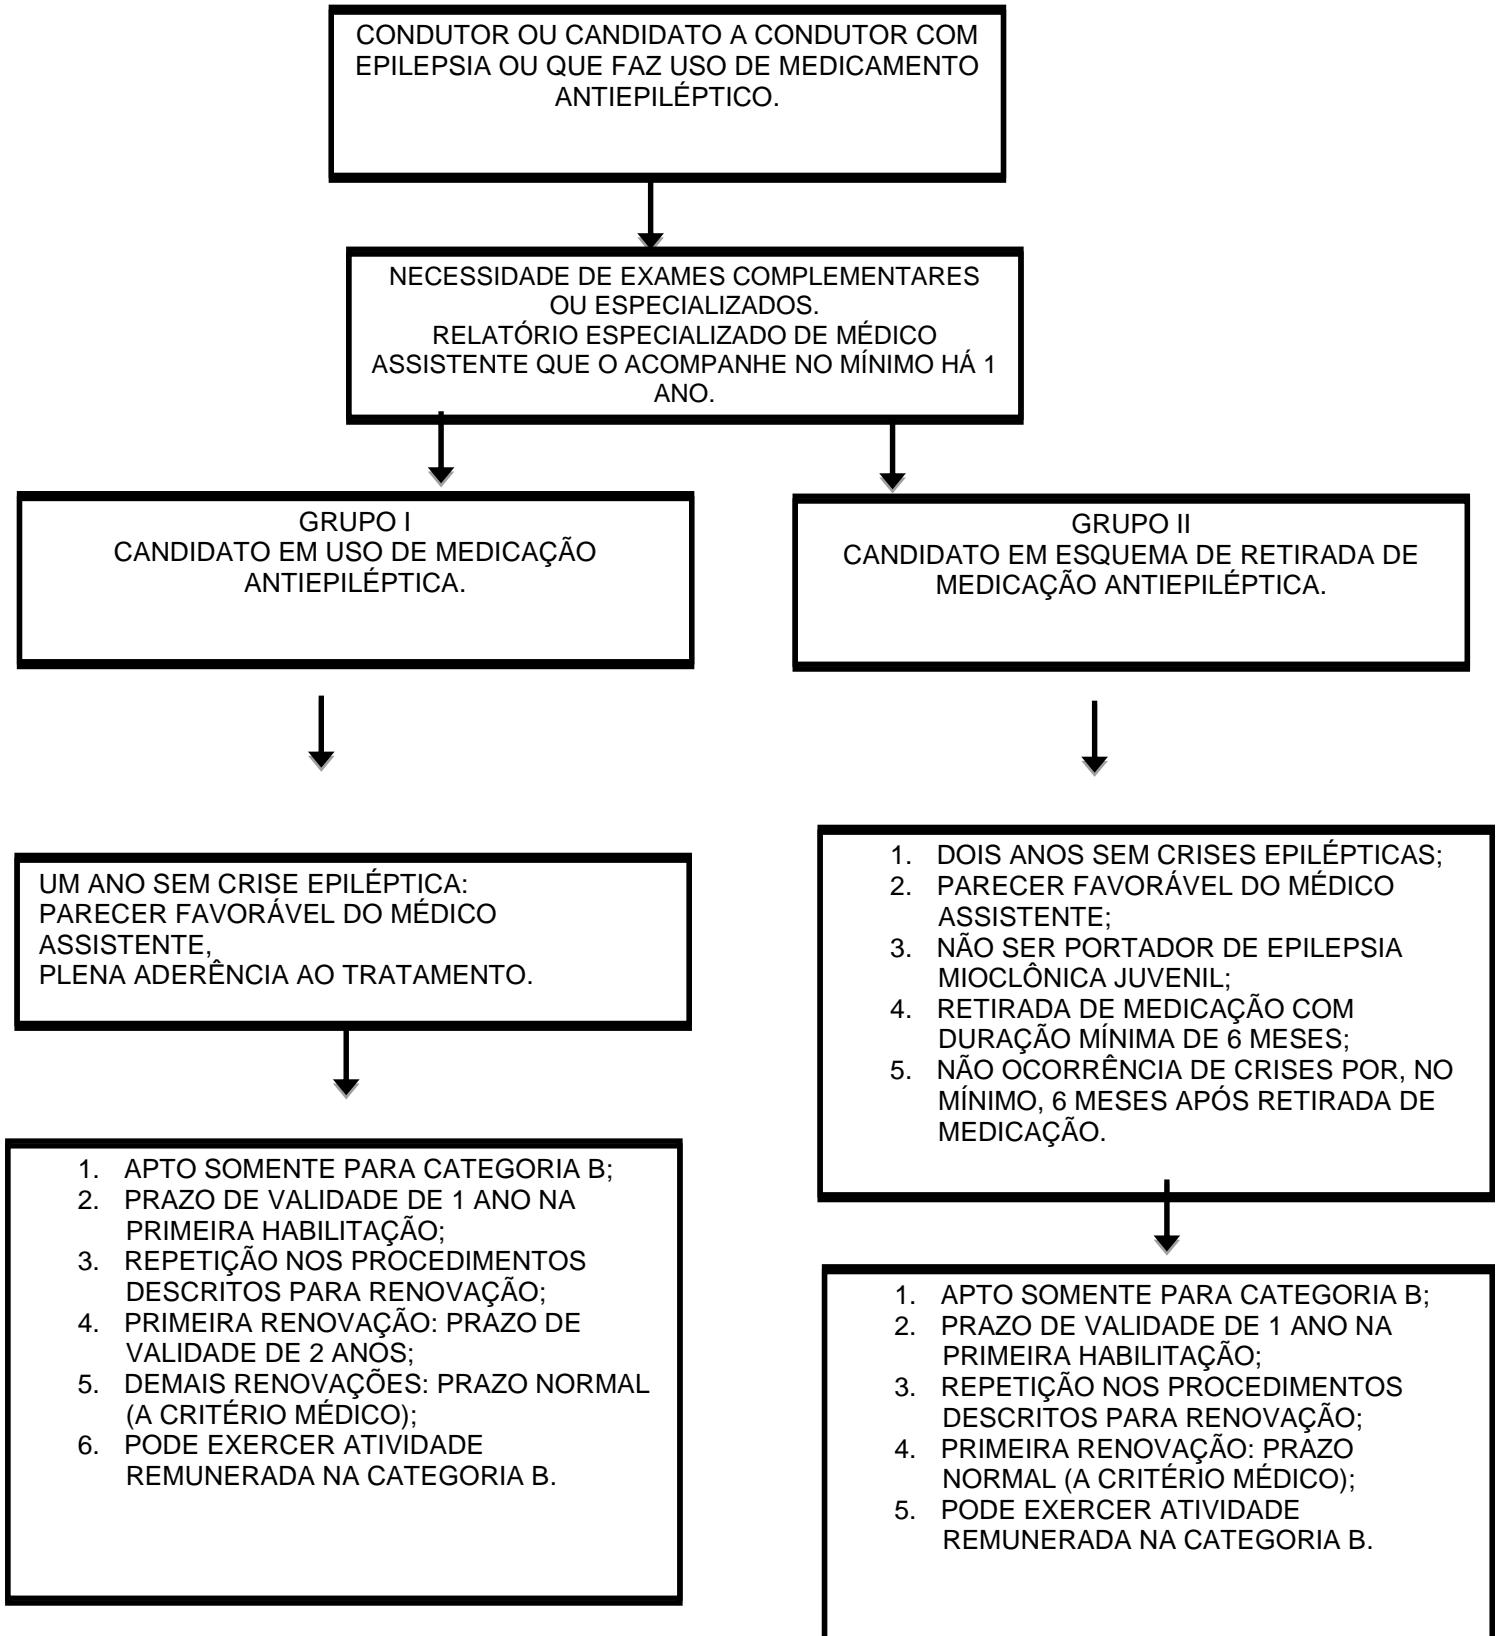 CONDUTOR OU CANDIDATO A CONDUTOR COM
EPILEPSIA OU QUE FAZ USO DE MEDICAMENTO
ANTIEPILÉPTICO.
NECESSIDADE DE EXAMES COMPLEMENTARES
OU ESPECIALIZADOS.
RELATÓRIO ESPECIALIZADO DE MÉDICO
ASSISTENTE QUE O ACOMPANHE NO MÍNIMO HÁ 1
ANO.
GRUPO I
CANDIDATO EM USO DE MEDICAÇÃO
ANTIEPILÉPTICA.
GRUPO II
CANDIDATO EM ESQUEMA DE RETIRADA DE
MEDICAÇÃO ANTIEPILÉPTICA.
UM ANO SEM CRISE EPILÉPTICA:
PARECER FAVORÁVEL DO MÉDICO
ASSISTENTE,
PLENA ADERÊNCIA AO TRATAMENTO.
1. DOIS ANOS SEM CRISES EPILÉPTICAS;
2. PARECER FAVORÁVEL DO MÉDICO
ASSISTENTE;
3. NÃO SER PORTADOR DE EPILEPSIA
MIOCLÔNICA JUVENIL;
4. RETIRADA DE MEDICAÇÃO COM
DURAÇÃO MÍNIMA DE 6 MESES;
5. NÃO OCORRÊNCIA DE CRISES POR, NO
MÍNIMO, 6 MESES APÓS RETIRADA DE
MEDICAÇÃO.
1. APTO SOMENTE PARA CATEGORIA B;
2. PRAZO DE VALIDADE DE 1 ANO NA
PRIMEIRA HABILITAÇÃO;
3. REPETIÇÃO NOS PROCEDIMENTOS
DESCRITOS PARA RENOVAÇÃO;
4. PRIMEIRA RENOVAÇÃO: PRAZO DE
VALIDADE DE 2 ANOS;
5. DEMAIS RENOVAÇÕES: PRAZO NORMAL
(A CRITÉRIO MÉDICO);
6. PODE EXERCER ATIVIDADE
REMUNERADA NA CATEGORIA B.
1. APTO SOMENTE PARA CATEGORIA B;
2. PRAZO DE VALIDADE DE 1 ANO NA
PRIMEIRA HABILITAÇÃO;
3. REPETIÇÃO NOS PROCEDIMENTOS
DESCRITOS PARA RENOVAÇÃO;
4. PRIMEIRA RENOVAÇÃO: PRAZO
NORMAL (A CRITÉRIO MÉDICO);
5. PODE EXERCER ATIVIDADE
REMUNERADA NA CATEGORIA B.